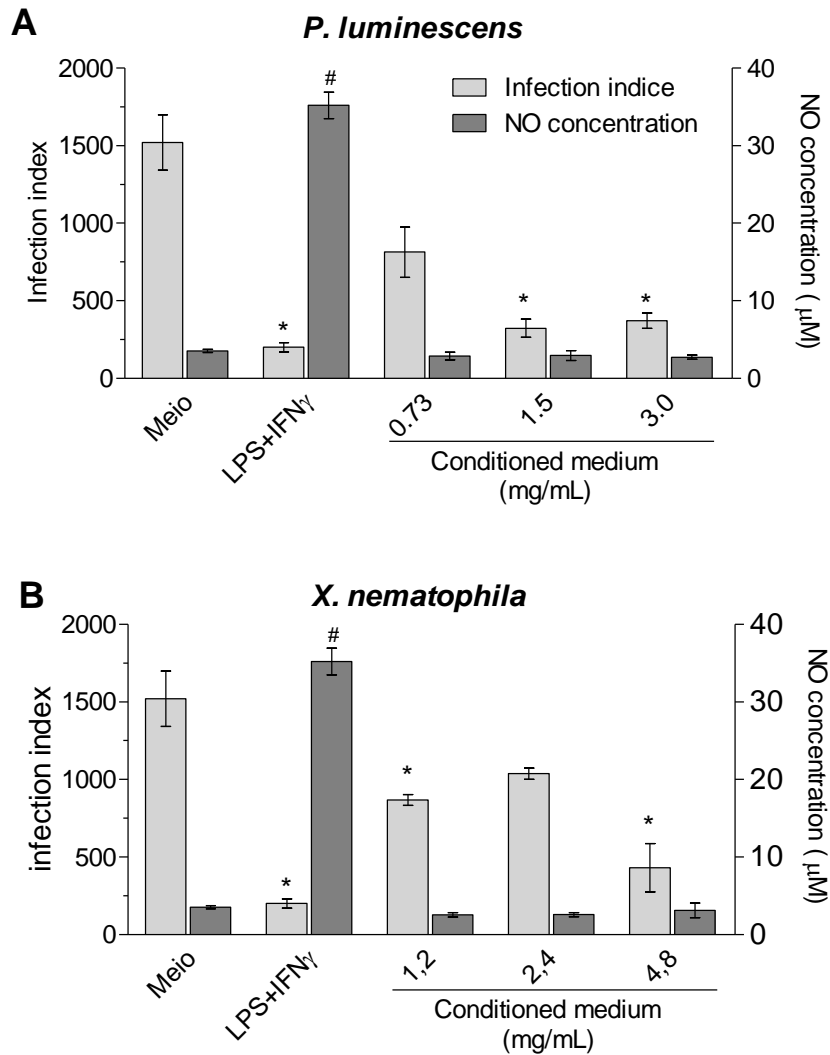 A
P. luminescens
2000
1500
1000
500
0
Infection index
#
*
*
*
Infection indice
NO concentration
40
30
20
10
0
NO concentration ( μM)
Meio
LPS+IFNγ
0.73
1.5
3.0
Conditioned medium
(mg/mL)
B
X. nematophila
2000
1500
1000
500
0
infection index
#
*
*
*
40
30
20
10
0
NO concentration ( μM)
Meio
LPS+IFNγ
1,2
2,4
4,8
Conditioned medium
(mg/mL)